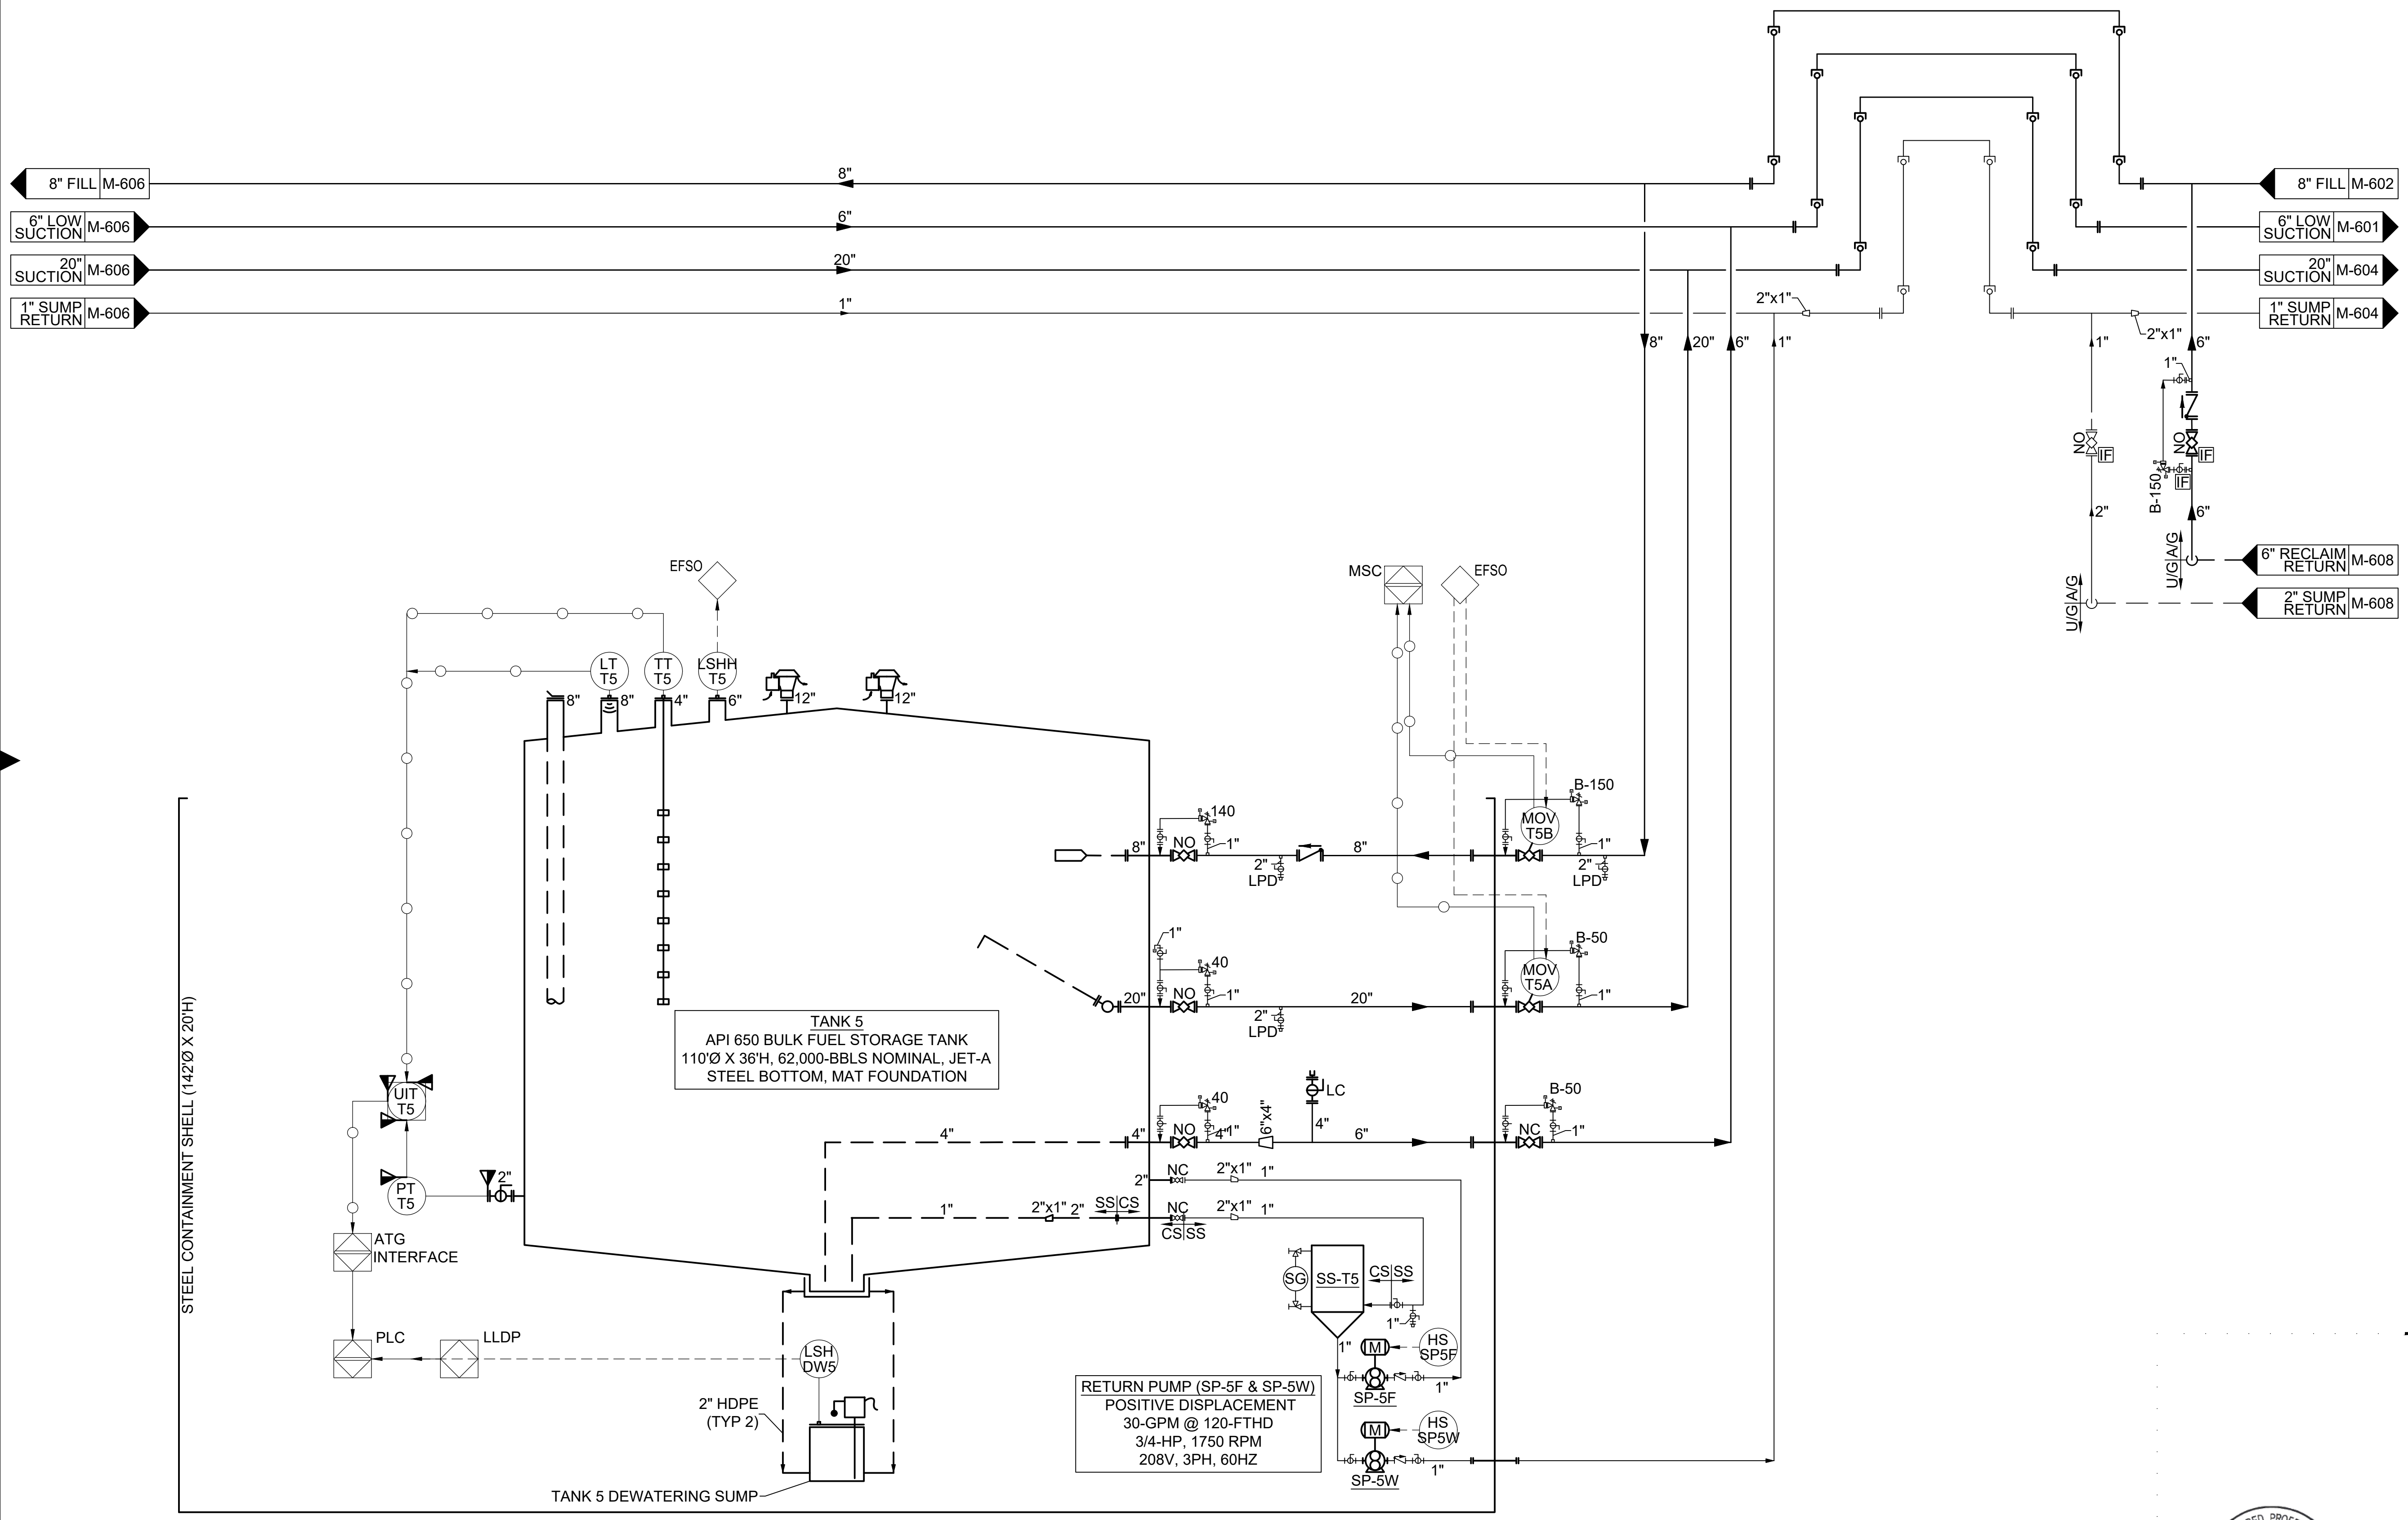 8" FILL M-606
8"
8" FILL M-602
6" LOW SUCTION M-606
6"
6" LOW SUCTION M-601
20" SUCTION M-606
20"
20" SUCTION M-604
1" SUMP RETURN M-606
1"
2"x1"
1" SUMP RETURN M-604
2"x1"
8"
20"
6"
1"
1"
6"
1"
NO
IF
NO
IF
IF
B-150
2"
6"
U/G A/G
U/G A/G
6" RECLAIM RETURN M-608
2" SUMP RETURN M-608
EFSO
MSC
EFSO
LT T5
TT T5
LSHH T5
8"
8"
4"
6"
12"
12"
STEEL CONTAINMENT SHELL (142'Ø X 20'H)
B-150
MOV T5B
140
8"
NO
1"
2" LPD
8"
1"
2" LPD
1"
40
20"
NO
1"
2" LPD
20"
B-50
MOV T5A
1"
TANK 5
API 650 BULK FUEL STORAGE TANK
110'Ø X 36'H, 62,000-BBLS NOMINAL, JET-A
STEEL BOTTOM, MAT FOUNDATION
UIT T5
PT T5
2"
4"
4"
40
NO
1"
4"
6"x4"
LC
4"
6"
B-50
NC
1"
2"
NC
2"x1"
1"
1"
2"x1"
2"
SS CS
NC
CS SS
2"x1"
1"
ATG
INTERFACE
SG
SS-T5
CS SS
1"
1"
HS SP5F
M
SP-5F
1"
PLC
LLDP
LSH DW5
2" HDPE
(TYP 2)
RETURN PUMP (SP-5F & SP-5W)
POSITIVE DISPLACEMENT
30-GPM @ 120-FTHD
3/4-HP, 1750 RPM
208V, 3PH, 60HZ
HS SP5W
M
SP-5W
1"
TANK 5 DEWATERING SUMP